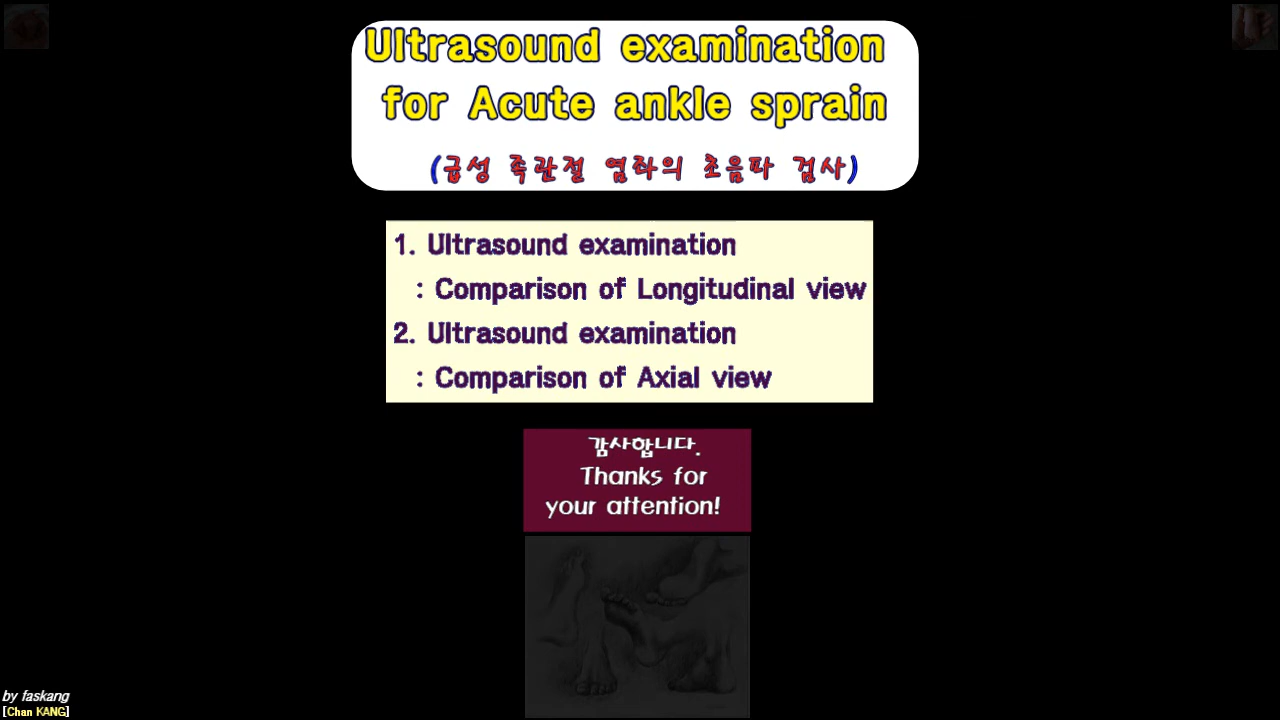 Ultrasound examination
for Acute ankle sprain
(급성 족관절 염좌의 초음파 검사)
1. Ultrasound examination
: Comparison of Longitudinal view
2. Ultrasound examination
: Comparison of Axial view
감사합니다.
Thanks for
your attention!
by faskang
[Chan KANG]